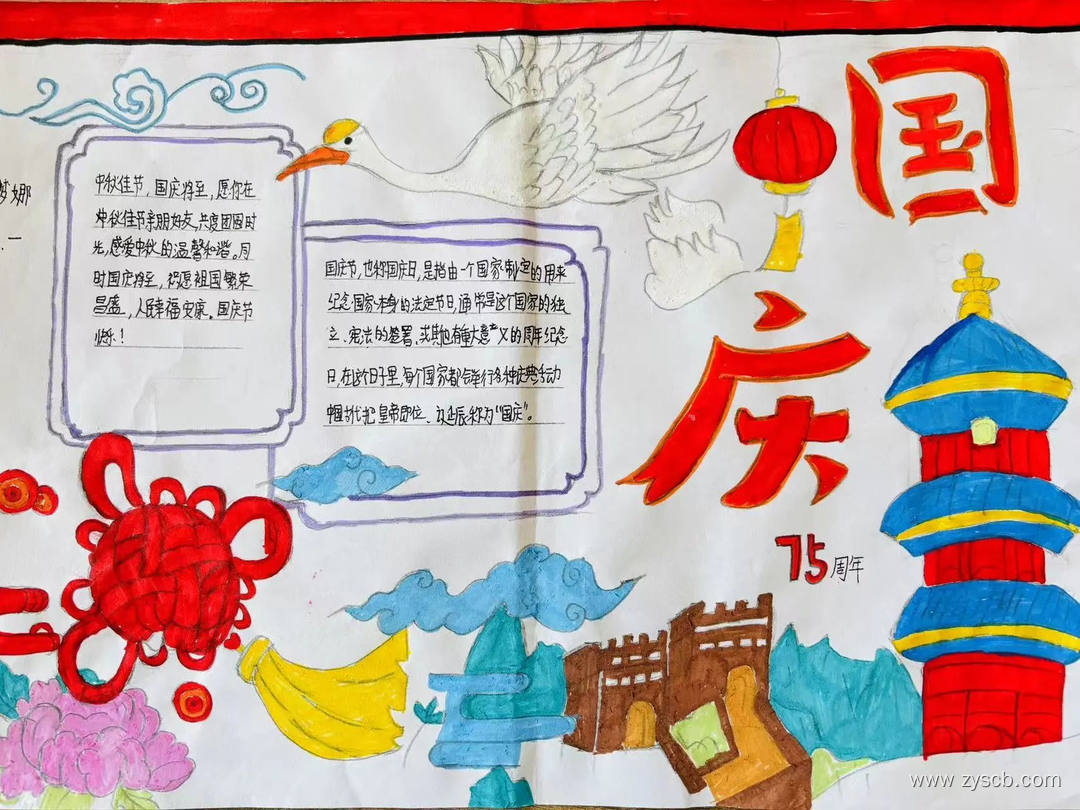 国庆
75周年
梦娜
一
中秋佳节，国庆将至，愿你在
中秋佳节亲朋好友，共度团圆时
光，感爱中秋的温馨和谐。同
时国庆将至，祝愿祖国繁荣
昌盛，人民幸福安康。国庆节
快乐！
国庆节，也称国庆日，是指由一个国家制定的用来
纪念国家本身的法定节日，通常是这个国家的独
立、宪法的签署、或其他有重大意义的周年纪念
日，在这个日子里，每个国家都会举行各种庆典活动
中国古代把皇帝即位、诞辰称为“国庆”。
www.zyscb.com